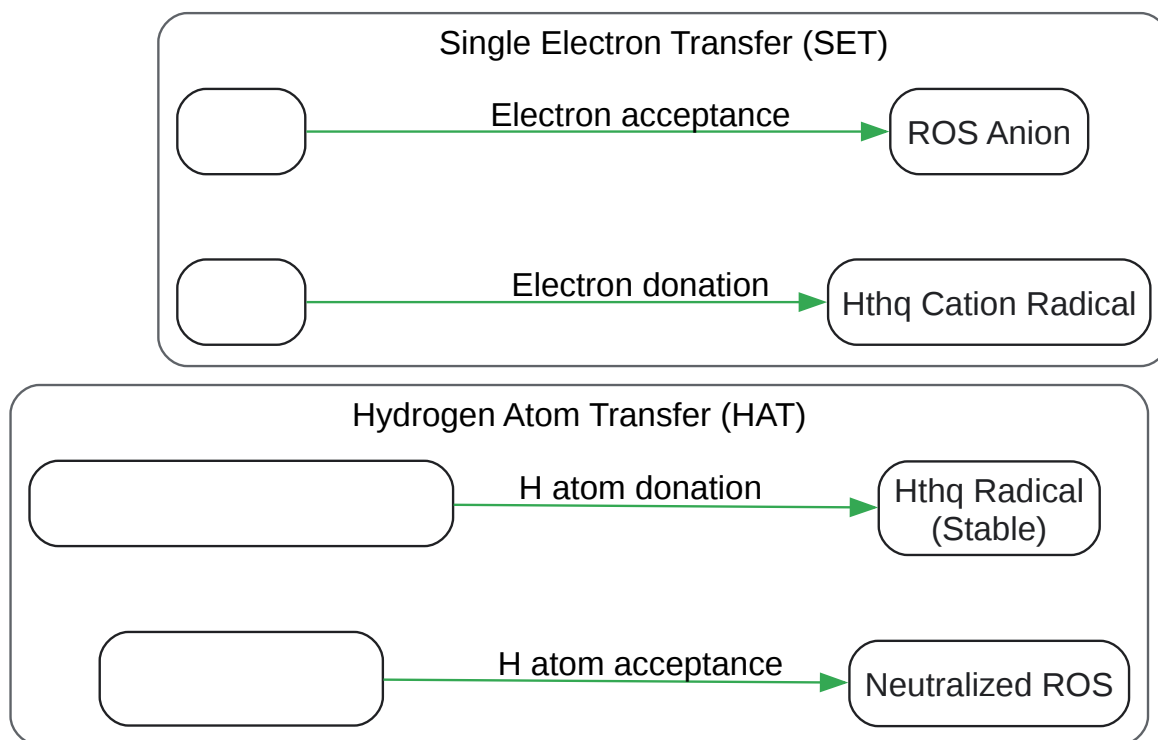 Single Electron Transfer (SET)
Electron acceptance
ROS Anion
Electron donation
Hthq Cation Radical
Hydrogen Atom Transfer (HAT)
H atom donation
Hthq Radical
(Stable)
H atom acceptance
Neutralized ROS